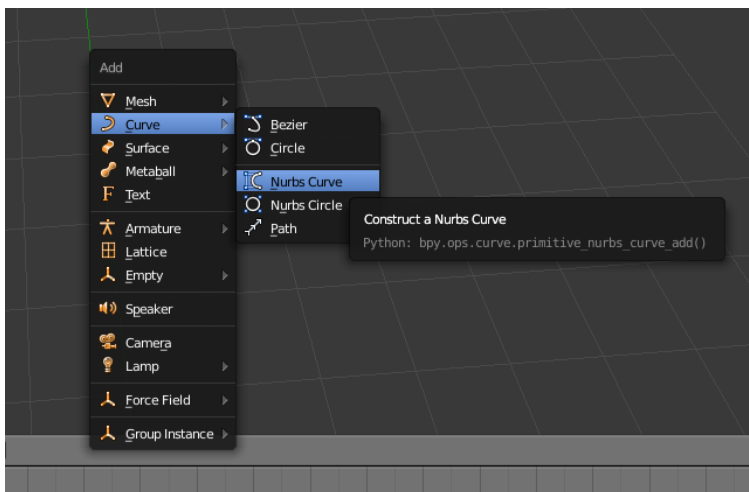 Add
Mesh
Curve
Surface
Metaball
Text
Armature
Lattice
Empty
Speaker
Camera
Lamp
Force Field
Group Instance
Bezier
Circle
Nurbs Curve
Nurbs Circle
Path
Construct a Nurbs Curve
Python: bpy.ops.curve.primitive_nurbs_curve_add()